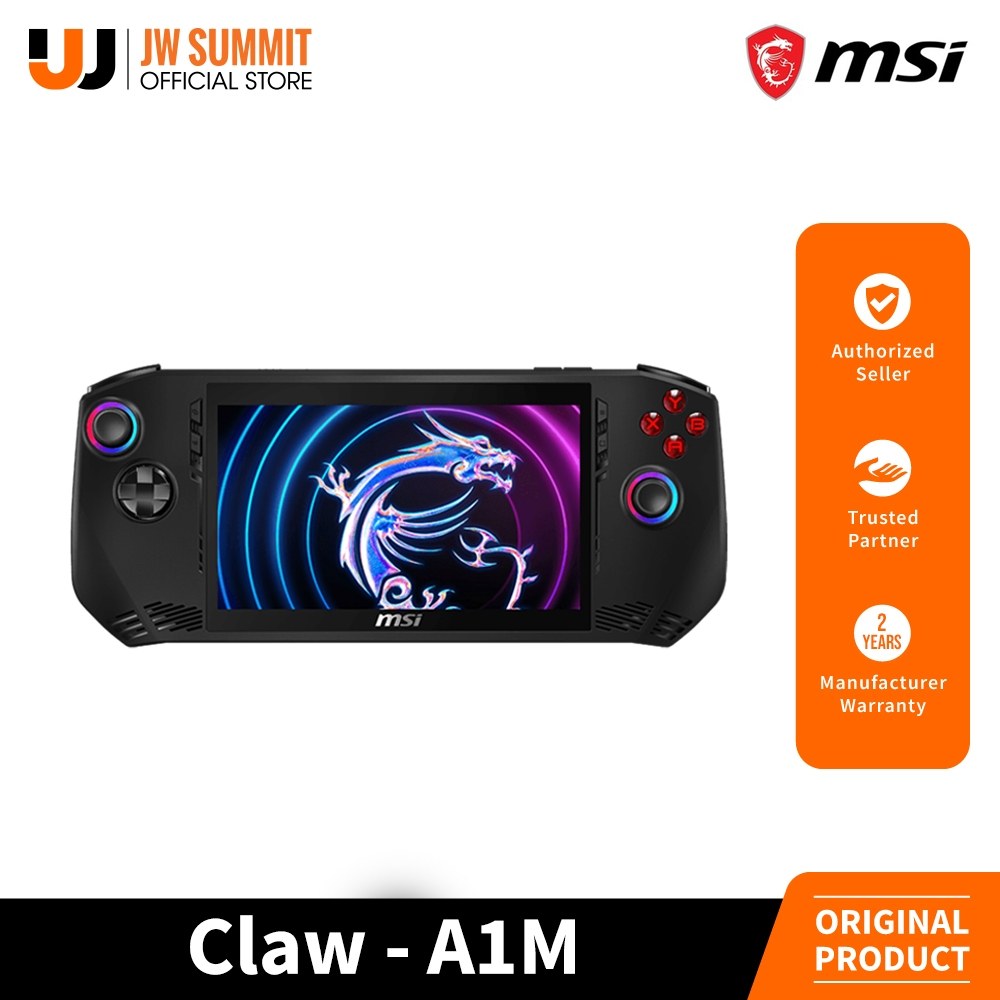 JW SUMMIT
OFFICIAL STORE
msi
Authorized
Seller
Y
X
B
A
Trusted
Partner
msi
2
YEARS
Manufacturer
Warranty
Claw - A1M
ORIGINAL
PRODUCT